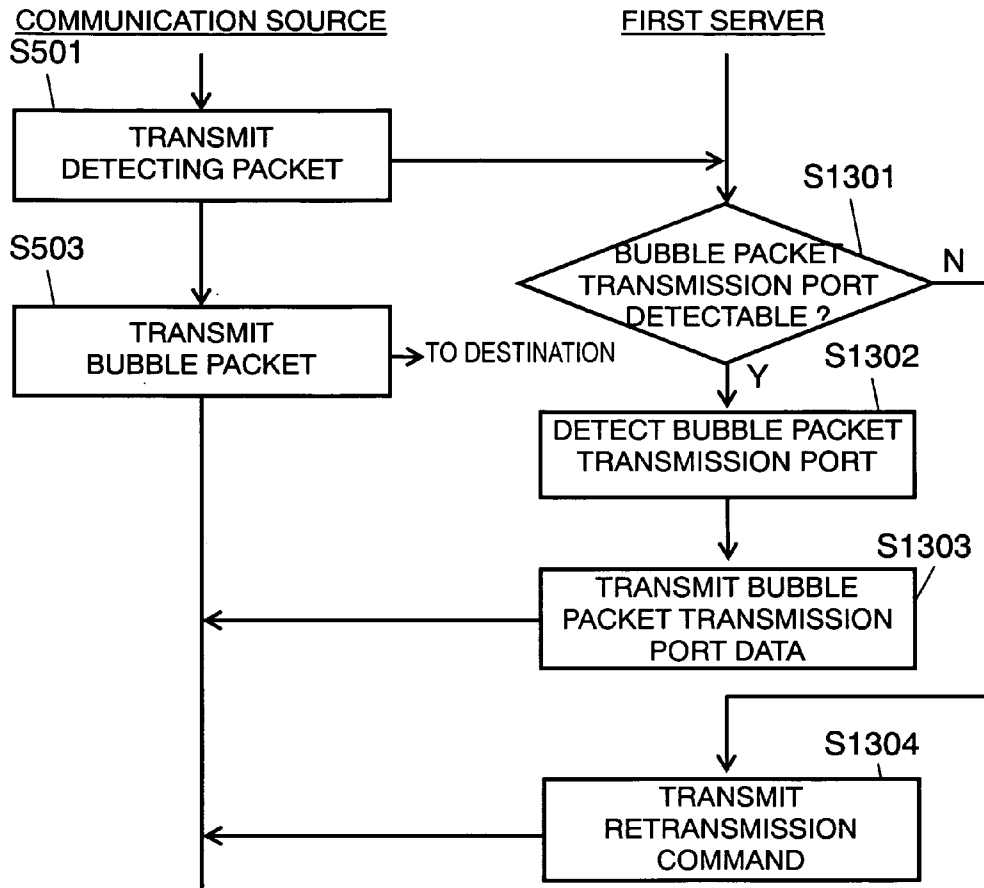 COMMUNICATION SOURCE
FIRST SERVER
S501
TRANSMIT
DETECTING PACKET
S1301
S503
BUBBLE PACKET
TRANSMISSION PORT
DETECTABLE ?
N
TRANSMIT
BUBBLE PACKET
TO DESTINATION
Y
S1302
DETECT BUBBLE PACKET
TRANSMISSION PORT
S1303
TRANSMIT BUBBLE
PACKET TRANSMISSION
PORT DATA
S1304
TRANSMIT
RETRANSMISSION
COMMAND